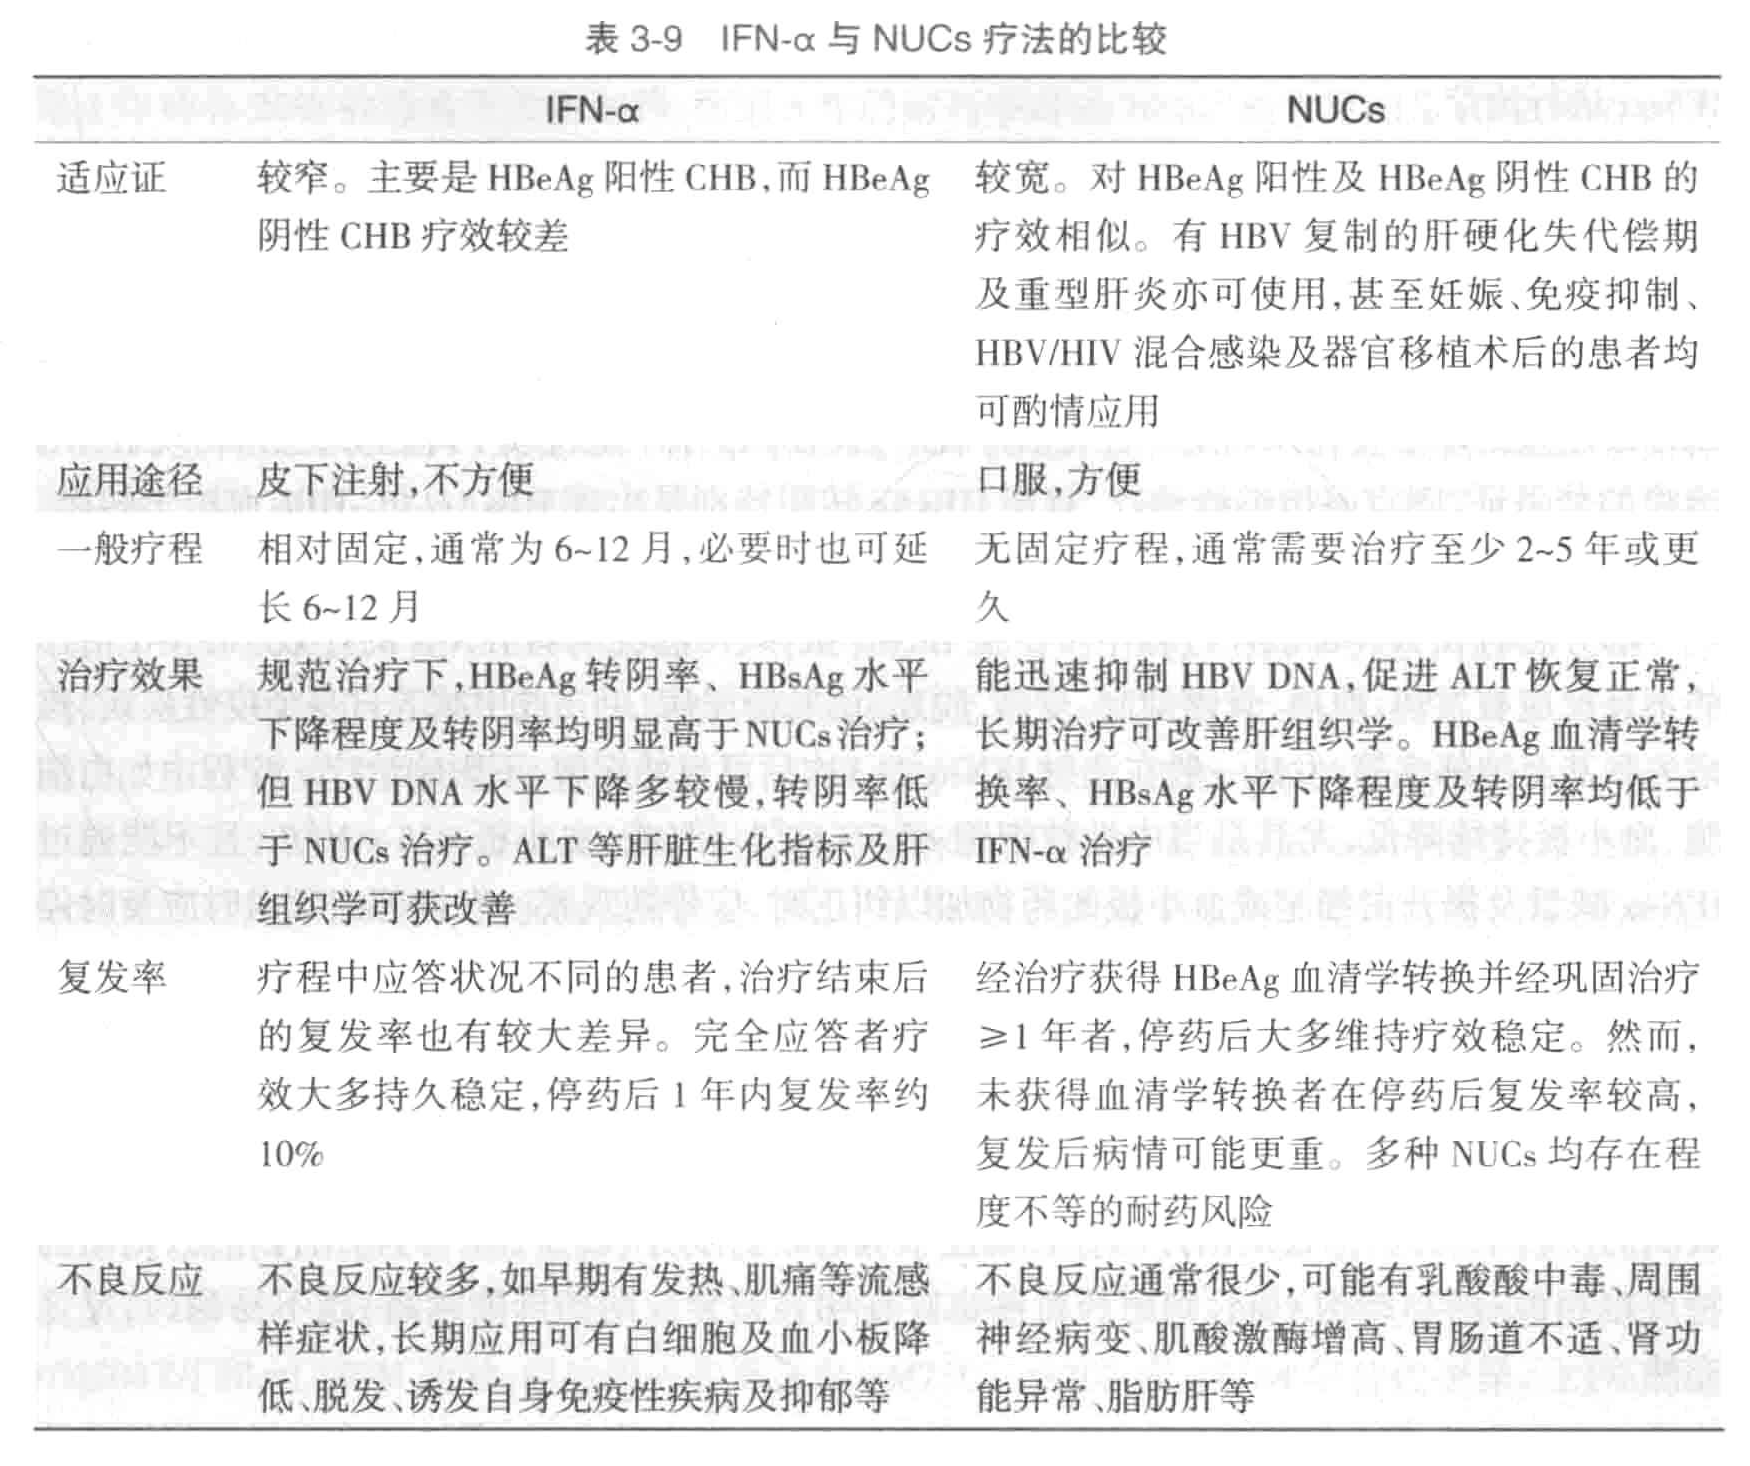 表 3-9 IFN-α 与 NUCs 疗法的比较
IFN-α NUCs
适应证 较窄。主要是 HBeAg 阳性 CHB,而 HBeAg 较宽。对 HBeAg 阳性及 HBeAg 阴性 CHB 的
阴性 CHB 疗效较差 疗效相似。有 HBV 复制的肝硬化失代偿期
及重型肝炎亦可使用,甚至妊娠、免疫抑制、
HBV/HIV 混合感染及器官移植术后的患者均
可酌情应用
应用途径 皮下注射,不方便 口服,方便
一般疗程 相对固定,通常为 6~12 月,必要时也可延 无固定疗程,通常需要治疗至少 2~5 年或更
长 6~12 月 久
治疗效果 规范治疗下,HBeAg 转阴率、HBsAg 水平 能迅速抑制 HBV DNA,促进 ALT 恢复正常,
下降程度及转阴率均明显高于 NUCs 治疗; 长期治疗可改善肝组织学。HBeAg 血清学转
但 HBV DNA 水平下降多较慢,转阴率低 换率、HBsAg 水平下降程度及转阴率均低于
于 NUCs 治疗。ALT 等肝脏生化指标及肝 IFN-α 治疗
组织学可获改善
复发率 疗程中应答状况不同的患者,治疗结束后 经治疗获得 HBeAg 血清学转换并经巩固治疗
的复发率也有较大差异。完全应答者疗 ≥1 年者,停药后大多维持疗效稳定。然而,
效大多持久稳定,停药后 1 年内复发率约 未获得血清学转换者在停药后复发率较高,
10% 复发后病情可能更重。多种 NUCs 均存在程
度不等的耐药风险
不良反应 不良反应较多,如早期有发热、肌痛等流感 不良反应通常很少,可能有乳酸酸中毒、周围
样症状,长期应用可有白细胞及血小板降 神经病变、肌酸激酶增高、胃肠道不适、肾功
低、脱发、诱发自身免疫性疾病及抑郁等 能异常、脂肪肝等